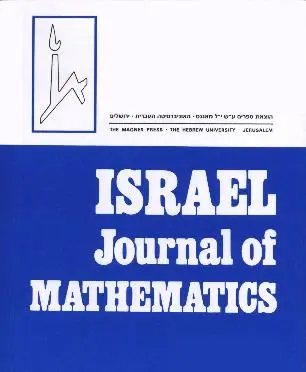 הוצאת ספרים ע״ש י״ל מאגנס · האוניברסיטה העברית · ירושלים
THE MAGNES PRESS · THE HEBREW UNIVERSITY JERUSALEM
ISRAEL
Journal of
MATHEMATICS